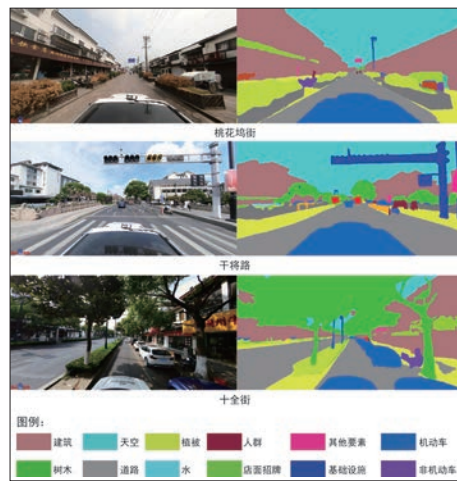 桃花坞街
干将路
十全街
图例：
建筑 天空 植被 人群 其他要素 机动车
树木 道路 水 店面招牌 基础设施 非机动车